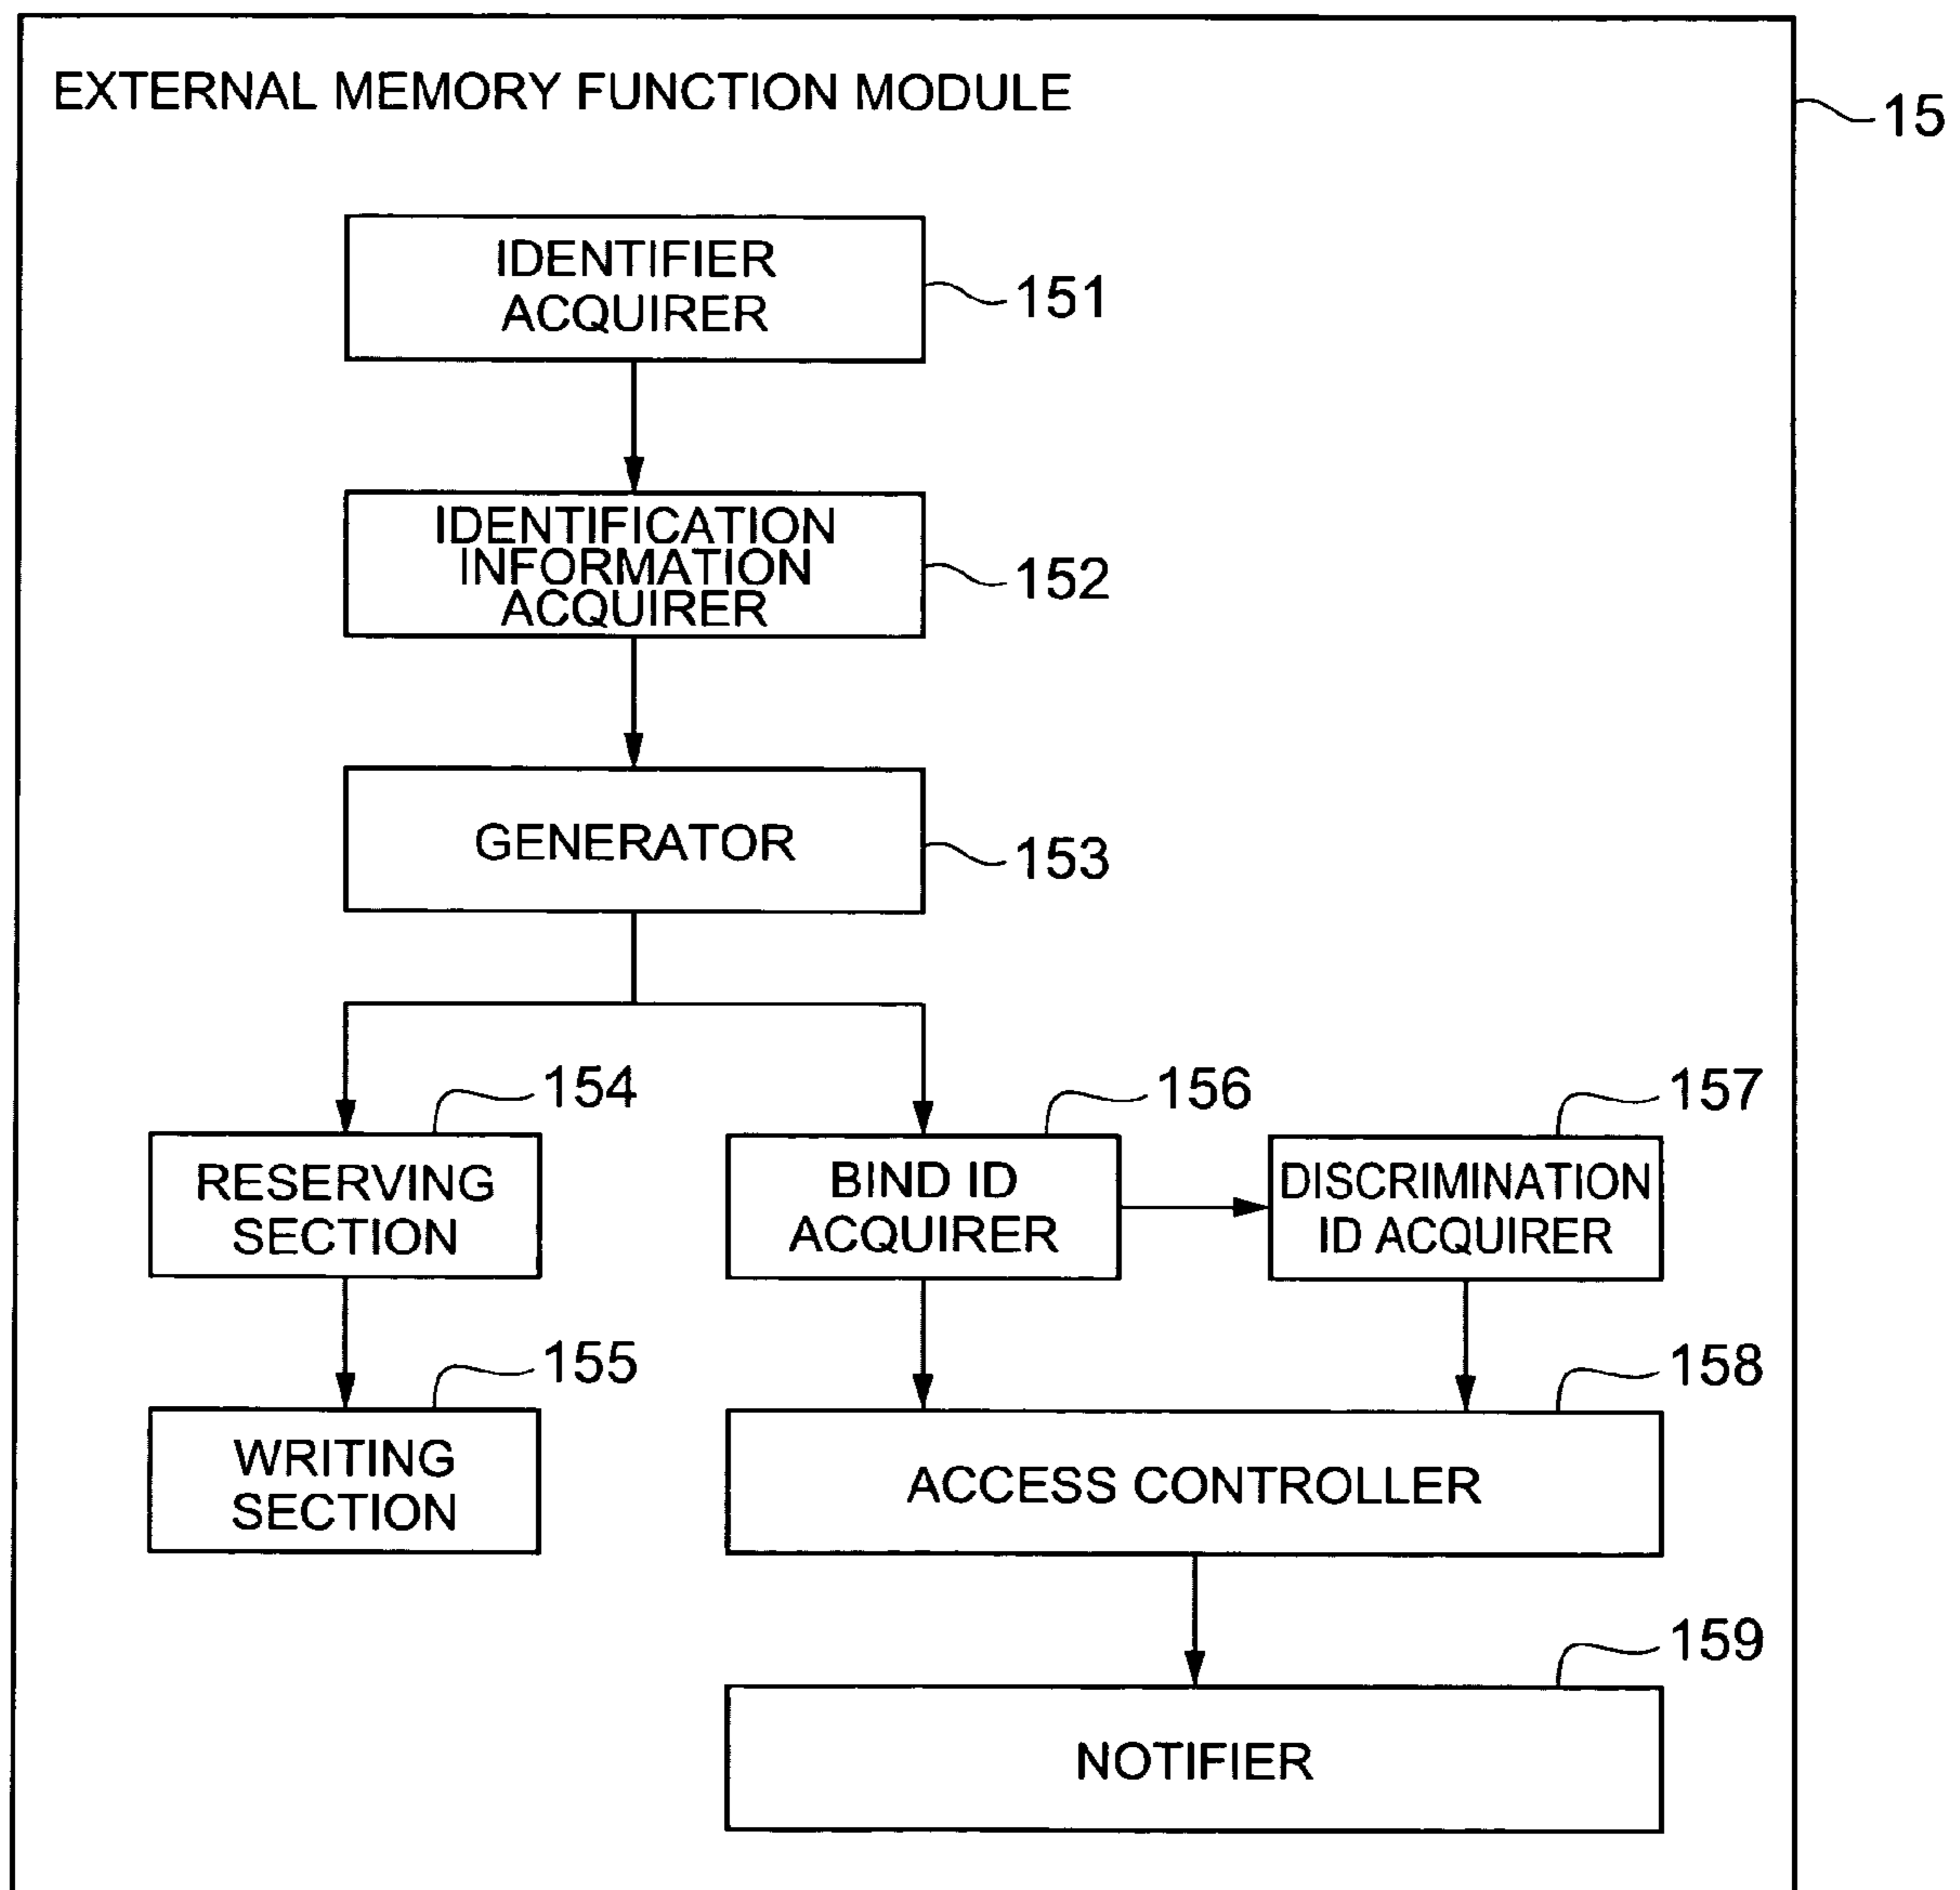 EXTERNAL MEMORY FUNCTION MODULE
15
IDENTIFIER
ACQUIRER
151
IDENTIFICATION
INFORMATION
ACQUIRER
152
GENERATOR
153
154
156
157
RESERVING
SECTION
BIND ID
ACQUIRER
DISCRIMINATION
ID ACQUIRER
155
158
WRITING
SECTION
ACCESS CONTROLLER
159
NOTIFIER